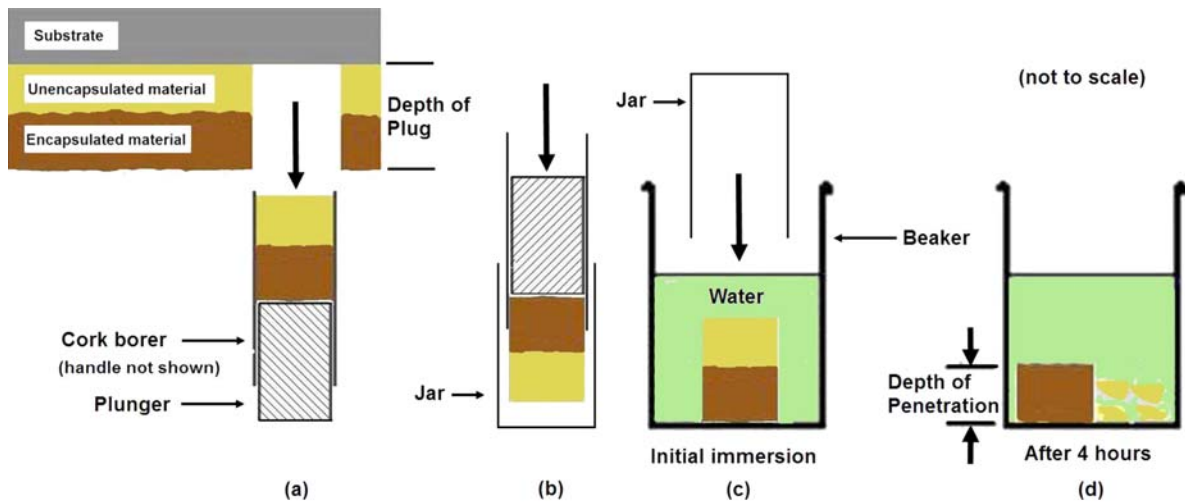 Substrate
Unencapsulated material
Encapsulated material
Depth of
Plug
Cork borer
(handle not shown)
Plunger
(a)
Jar
(b)
Jar
Water
Beaker
Initial immersion
(c)
(not to scale)
Depth of
Penetration
After 4 hours
(d)